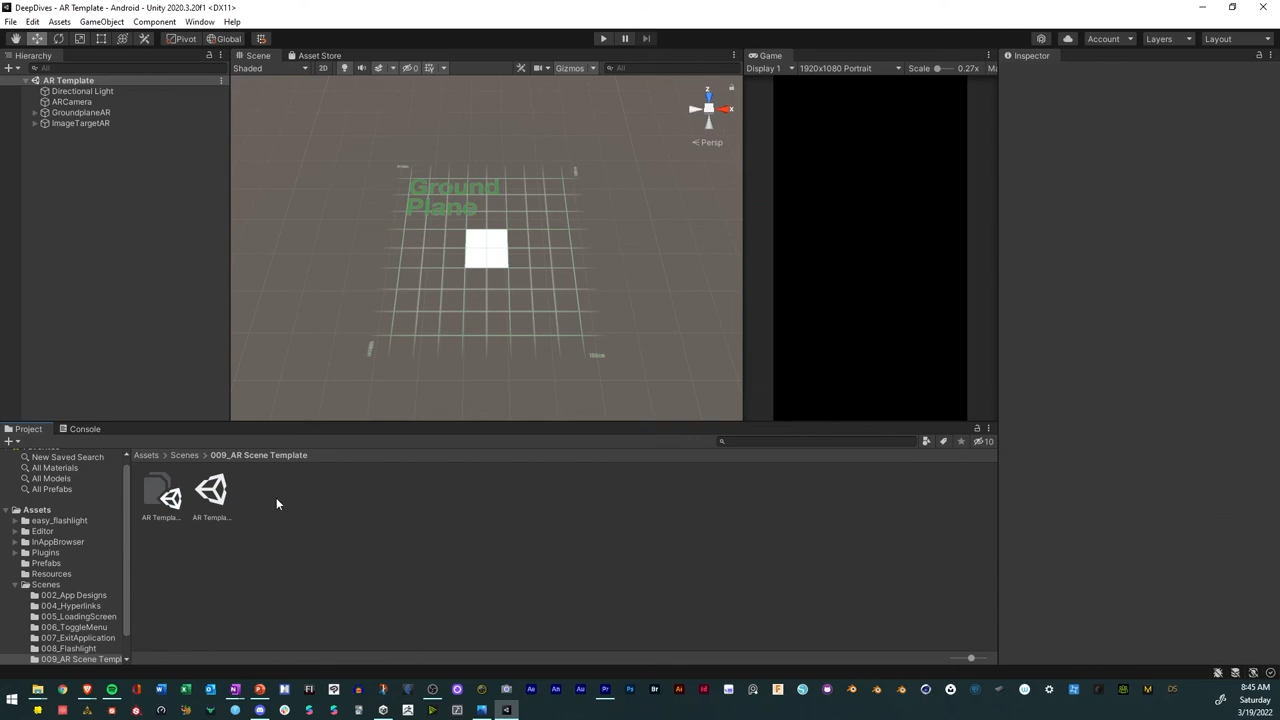 DeepDives - AR Template - Android - Unity 2020.3.20f1 <DX11>
File Edit Assets GameObject Component Window Help
Pivot Global Account Layers Layout
Hierarchy Scene Asset Store Game Inspector
All Shaded 2D 0 Gizmos All Display 1 1920x1080 Portrait Scale 0.27x Ma
AR Template
Directional Light
ARCamera
GroundplaneAR
ImageTargetAR
z
x
Persp
Ground
Plane
Project Console
10
New Saved Search
All Materials
All Models
All Prefabs
Assets
easy_flashlight
Editor
InAppBrowser
Plugins
Prefabs
Resources
Scenes
002_App Designs
004_Hyperlinks
005_LoadingScreen
006_ToggleMenu
007_ExitApplication
008_Flashlight
009_AR Scene Templ
Assets > Scenes > 009_AR Scene Template
AR Templa... AR Templa...
8:45 AM
Saturday
3/19/2022